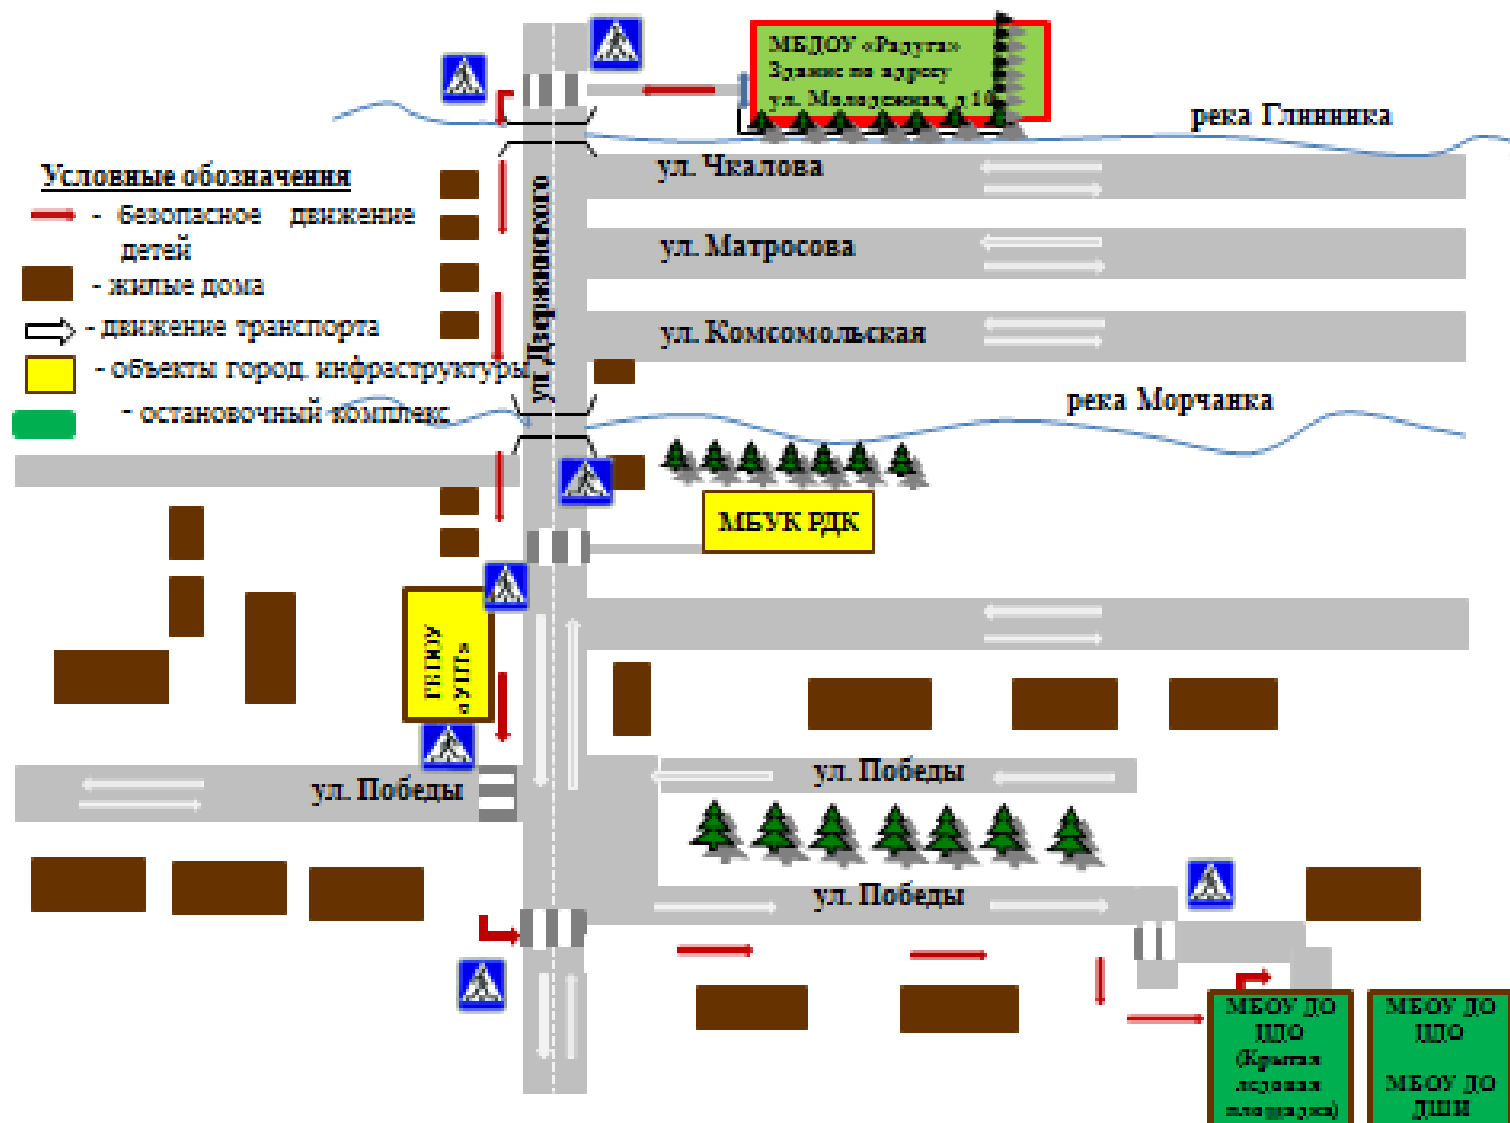 МБДОУ «Радуга»
Здание по адресу
ул. Молодежная, д 10
река Глининка
ул. Чкалова
Условные обозначения
- безопасное движение
детей
- жилые дома
- движение транспорта
- объекты город. инфраструктуры
- остановочный комплекс
ул. Дзержинского
ул. Матросова
ул. Комсомольская
река Морчанка
МБУК РДК
ГБПОУ
«УПТ»
ул. Победы
ул. Победы
ул. Победы
МБОУ ДО
ЦДО
(Крытая
ледовая
площадка)
МБОУ ДО
ЦДО
МБОУ ДО
ДШИ